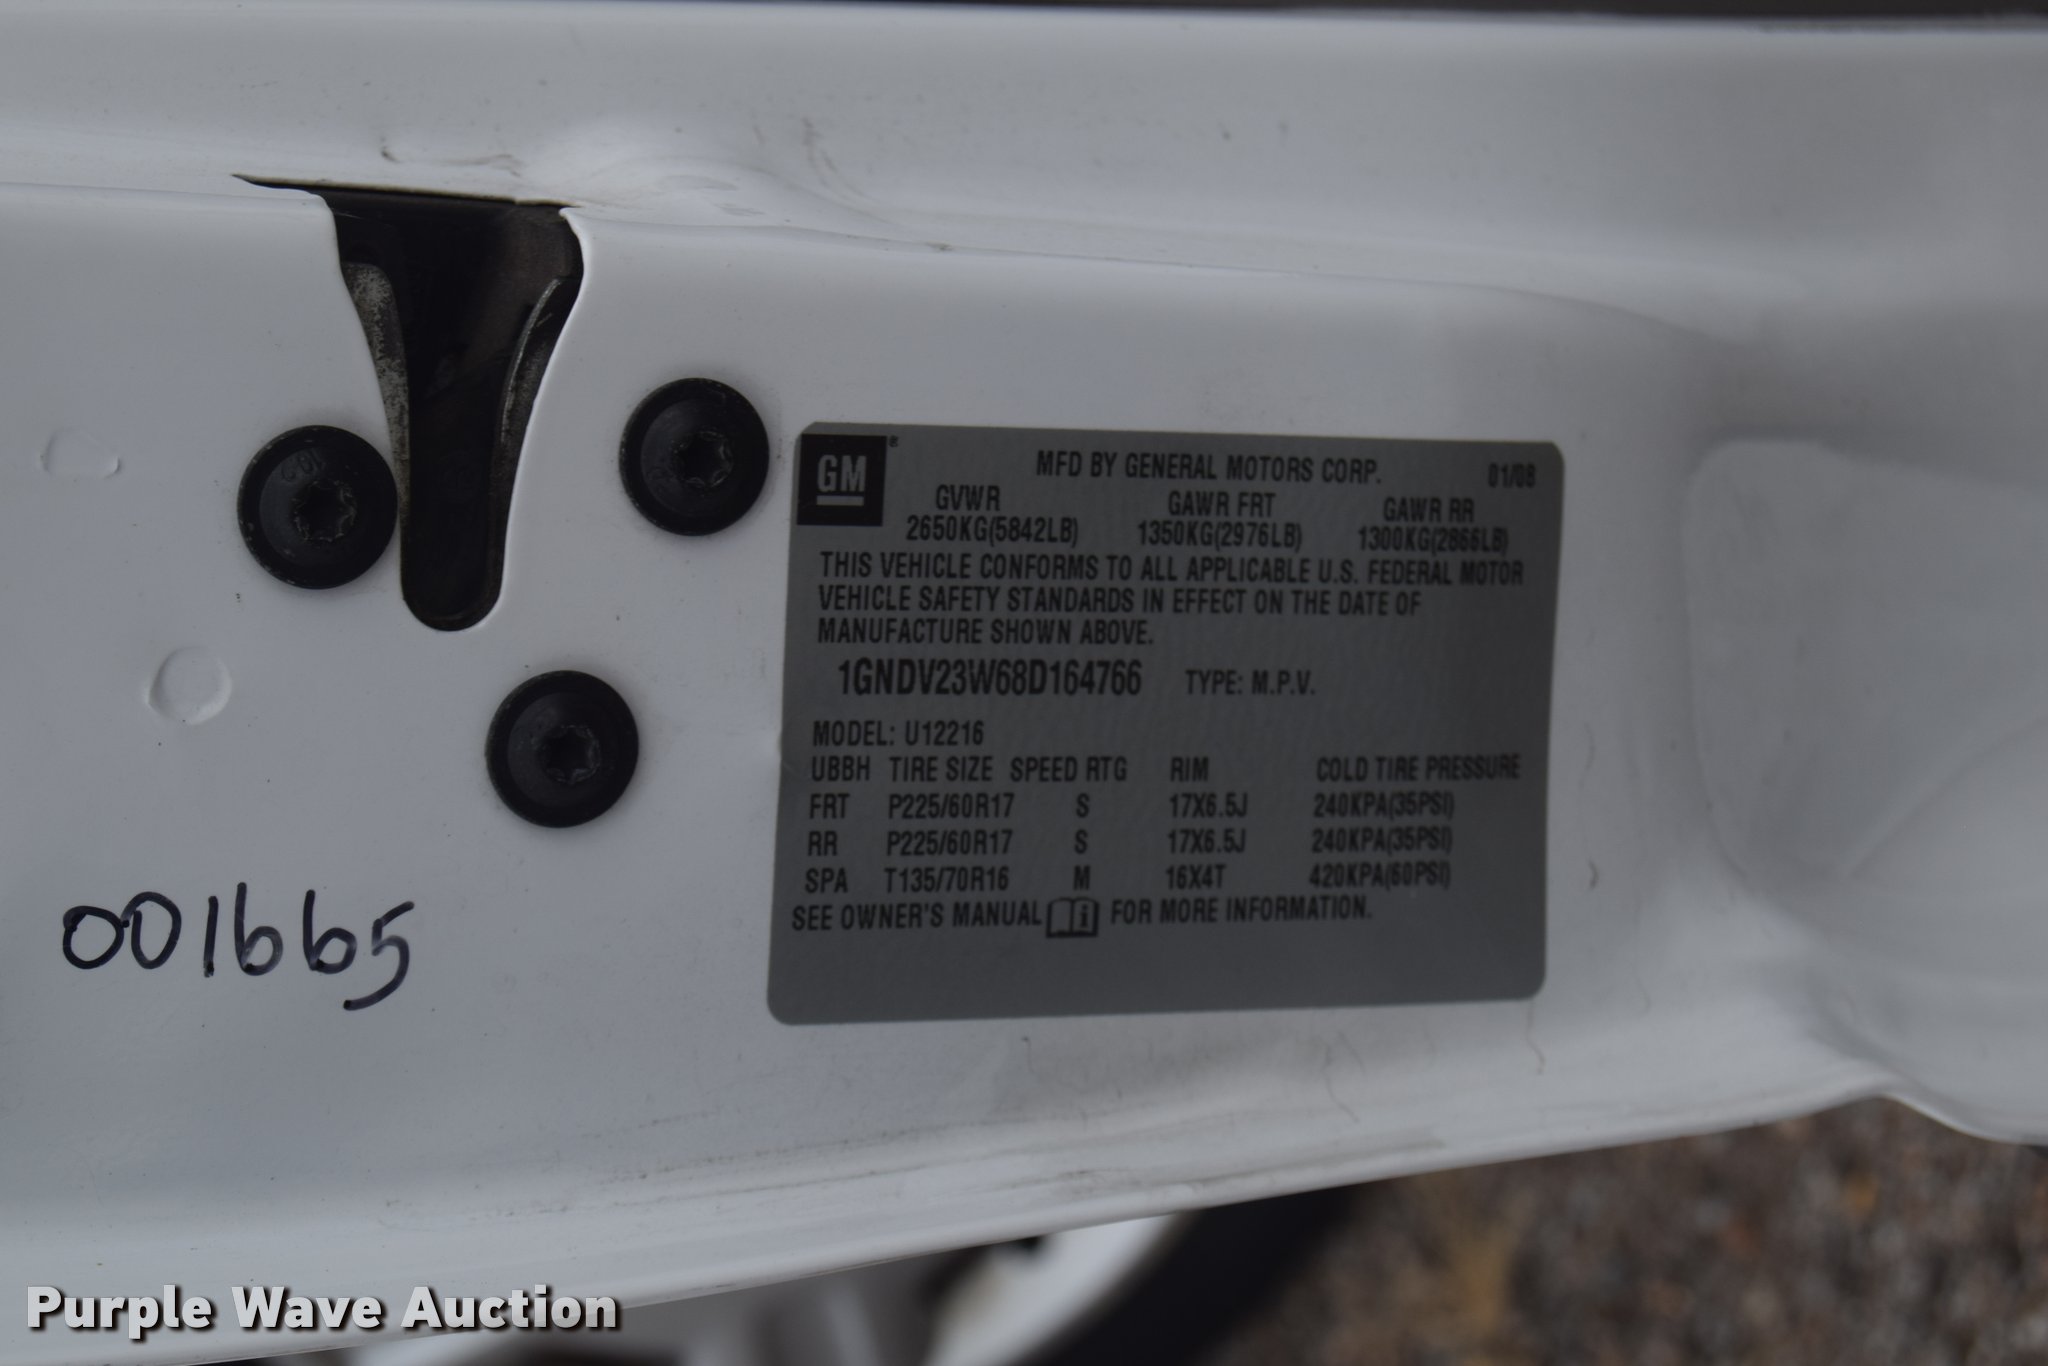 GM®
MFD BY GENERAL MOTORS CORP. 01/08
GVWR GAWR FRT GAWR RR
2650KG(5842LB) 1350KG(2976LB) 1300KG(2866LB)
THIS VEHICLE CONFORMS TO ALL APPLICABLE U.S. FEDERAL MOTOR
VEHICLE SAFETY STANDARDS IN EFFECT ON THE DATE OF
MANUFACTURE SHOWN ABOVE.
1GNDV23W68D164766 TYPE: M.P.V.
MODEL: U12216
UBBH TIRE SIZE SPEED RTG RIM COLD TIRE PRESSURE
FRT P225/60R17 S 17X6.5J 240KPA(35PSI)
RR P225/60R17 S 17X6.5J 240KPA(35PSI)
SPA T135/70R16 M 16X4T 420KPA(60PSI)
SEE OWNER'S MANUAL i FOR MORE INFORMATION.
001665
Purple Wave Auction